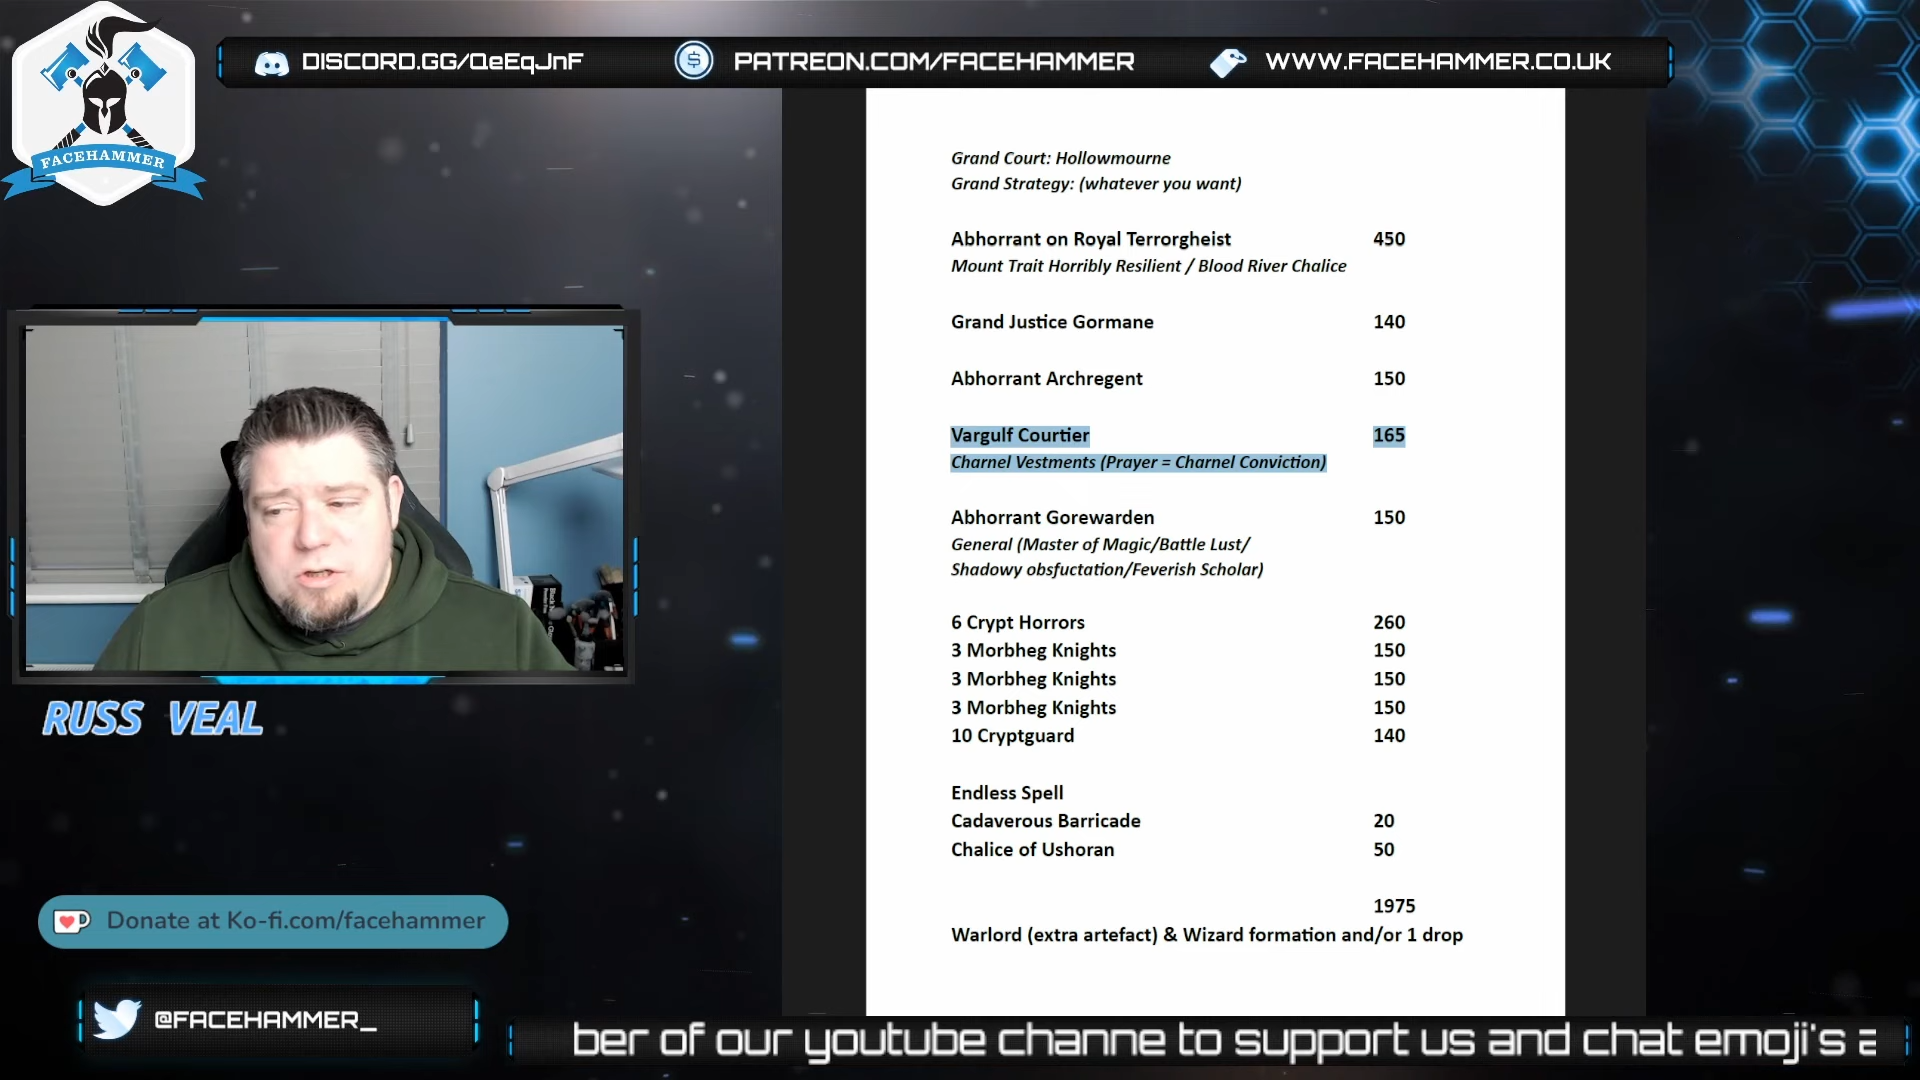 DISCORD.GG/QeEqJnF
PATREON.COM/FACEHAMMER
WWW.FACEHAMMER.CO.UK
FACEHAMMER
Grand Court: Hollowmourne
Grand Strategy: (whatever you want)
Abhorrant on Royal Terrorgheist 450
Mount Trait Horribly Resilient / Blood River Chalice
Grand Justice Gormane 140
Abhorrant Archregent 150
Vargulf Courtier 165
Charnel Vestments (Prayer = Charnel Conviction)
Abhorrant Gorewarden 150
General (Master of Magic/Battle Lust/
Shadowy obsfuctation/Feverish Scholar)
6 Crypt Horrors 260
3 Morbheg Knights 150
3 Morbheg Knights 150
3 Morbheg Knights 150
10 Cryptguard 140
Endless Spell
Cadaverous Barricade 20
Chalice of Ushoran 50
1975
Warlord (extra artefact) & Wizard formation and/or 1 drop
RUSS VEAL
Donate at Ko-fi.com/facehammer
@FACEHAMMER_
ber of our youtube channe to support us and chat emoji's a